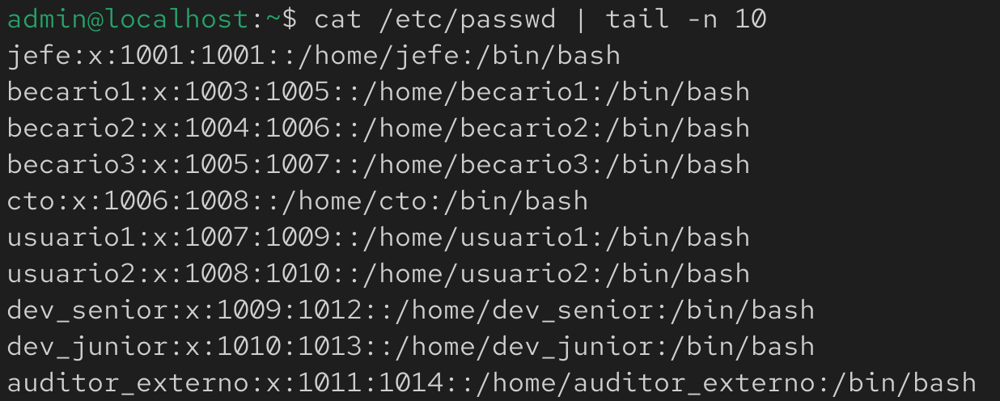 admin@localhost:~$ cat /etc/passwd | tail -n 10
jefe:x:1001:1001::/home/jefe:/bin/bash
becario1:x:1003:1005::/home/becario1:/bin/bash
becario2:x:1004:1006::/home/becario2:/bin/bash
becario3:x:1005:1007::/home/becario3:/bin/bash
cto:x:1006:1008::/home/cto:/bin/bash
usuario1:x:1007:1009::/home/usuario1:/bin/bash
usuario2:x:1008:1010::/home/usuario2:/bin/bash
dev_senior:x:1009:1012::/home/dev_senior:/bin/bash
dev_junior:x:1010:1013::/home/dev_junior:/bin/bash
auditor_externo:x:1011:1014::/home/auditor_externo:/bin/bash